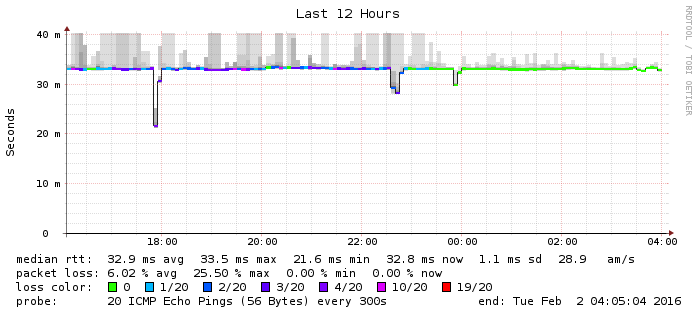 Last 12 Hours
RRDTOOL / TOBI OETIKER
Seconds
40 m
30 m
20 m
10 m
0
18:00 20:00 22:00 00:00 02:00 04:00
median rtt: 32.9 ms avg 33.5 ms max 21.6 ms min 32.8 ms now 1.1 ms sd 28.9 am/s
packet loss: 6.02 % avg 25.50 % max 0.00 % min 0.00 % now
loss color: 0 1/20 2/20 3/20 4/20 10/20 19/20
probe: 20 ICMP Echo Pings (56 Bytes) every 300s end: Tue Feb 2 04:05:04 2016